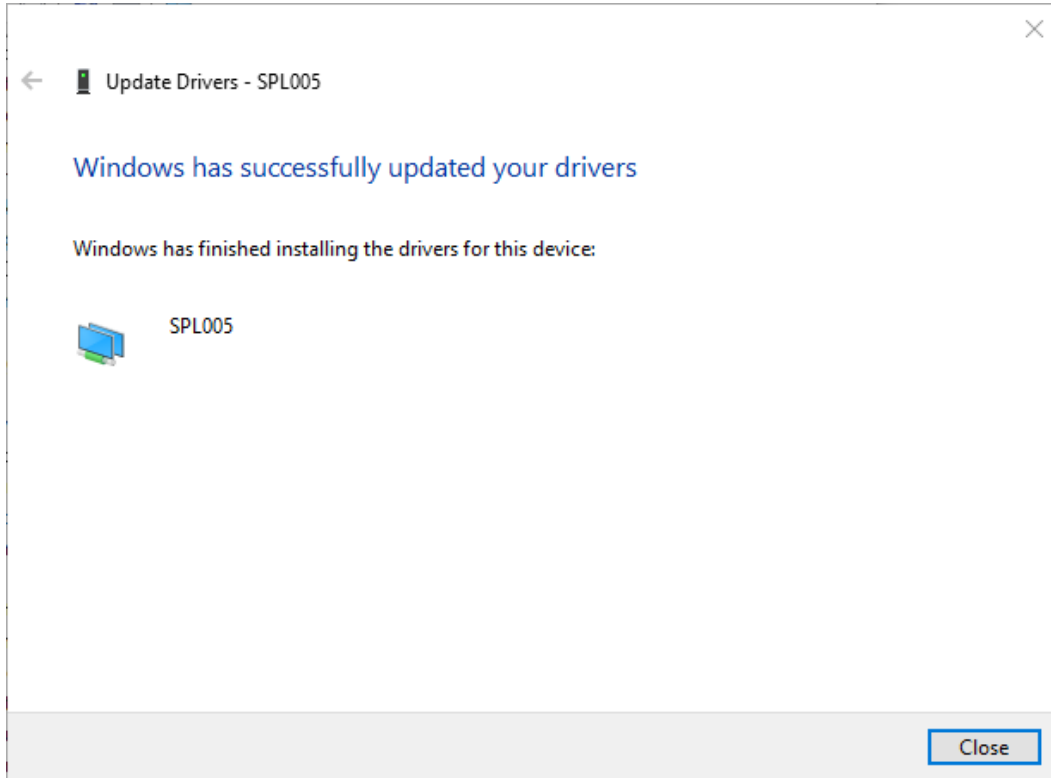 Update Drivers - SPL005
Windows has successfully updated your drivers
Windows has finished installing the drivers for this device:
SPL005
Close